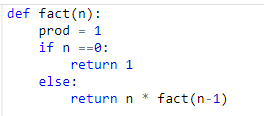 def fact(n):
    prod = 1
    if n ==0:
        return 1
    else:
        return n * fact(n-1)